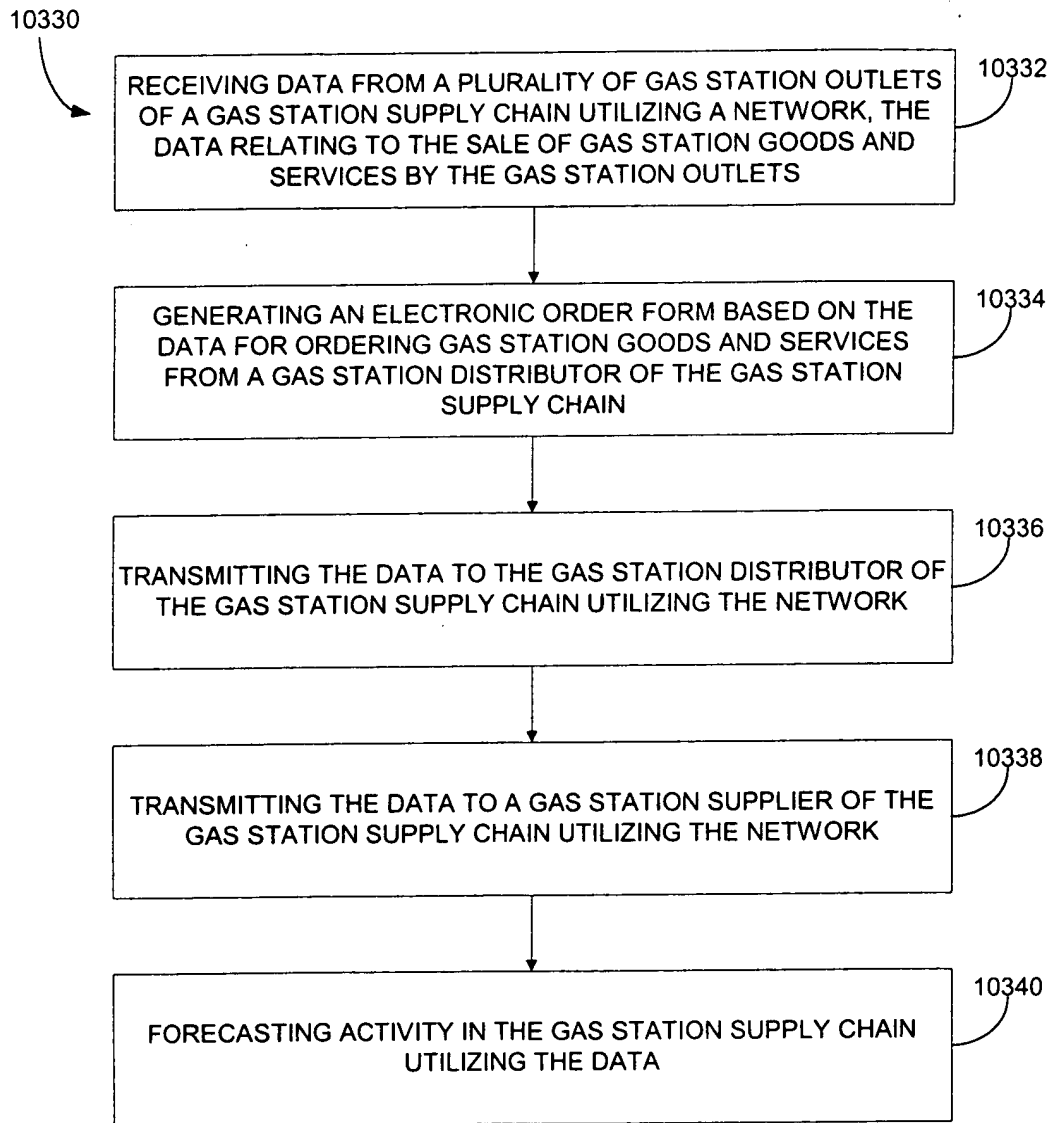 10330
RECEIVING DATA FROM A PLURALITY OF GAS STATION OUTLETS
OF A GAS STATION SUPPLY CHAIN UTILIZING A NETWORK, THE
DATA RELATING TO THE SALE OF GAS STATION GOODS AND
SERVICES BY THE GAS STATION OUTLETS
10332
GENERATING AN ELECTRONIC ORDER FORM BASED ON THE
DATA FOR ORDERING GAS STATION GOODS AND SERVICES
FROM A GAS STATION DISTRIBUTOR OF THE GAS STATION
SUPPLY CHAIN
10334
TRANSMITTING THE DATA TO THE GAS STATION DISTRIBUTOR OF
THE GAS STATION SUPPLY CHAIN UTILIZING THE NETWORK
10336
TRANSMITTING THE DATA TO A GAS STATION SUPPLIER OF THE
GAS STATION SUPPLY CHAIN UTILIZING THE NETWORK
10338
FORECASTING ACTIVITY IN THE GAS STATION SUPPLY CHAIN
UTILIZING THE DATA
10340